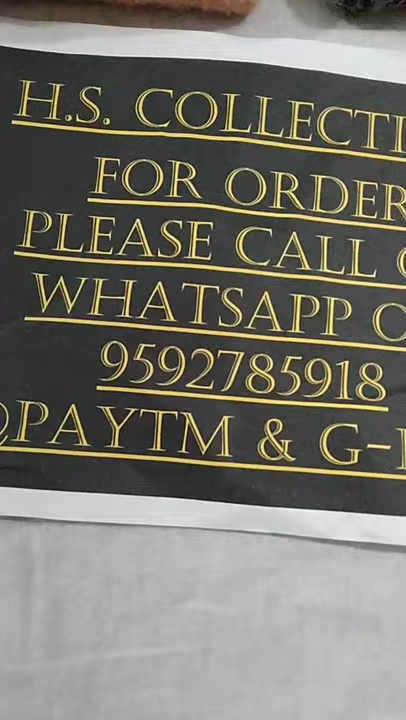 H.S. COLLECTI
FOR ORDER
PLEASE CALL
WHATSAPP O
9592785918
@PAYTM & G-